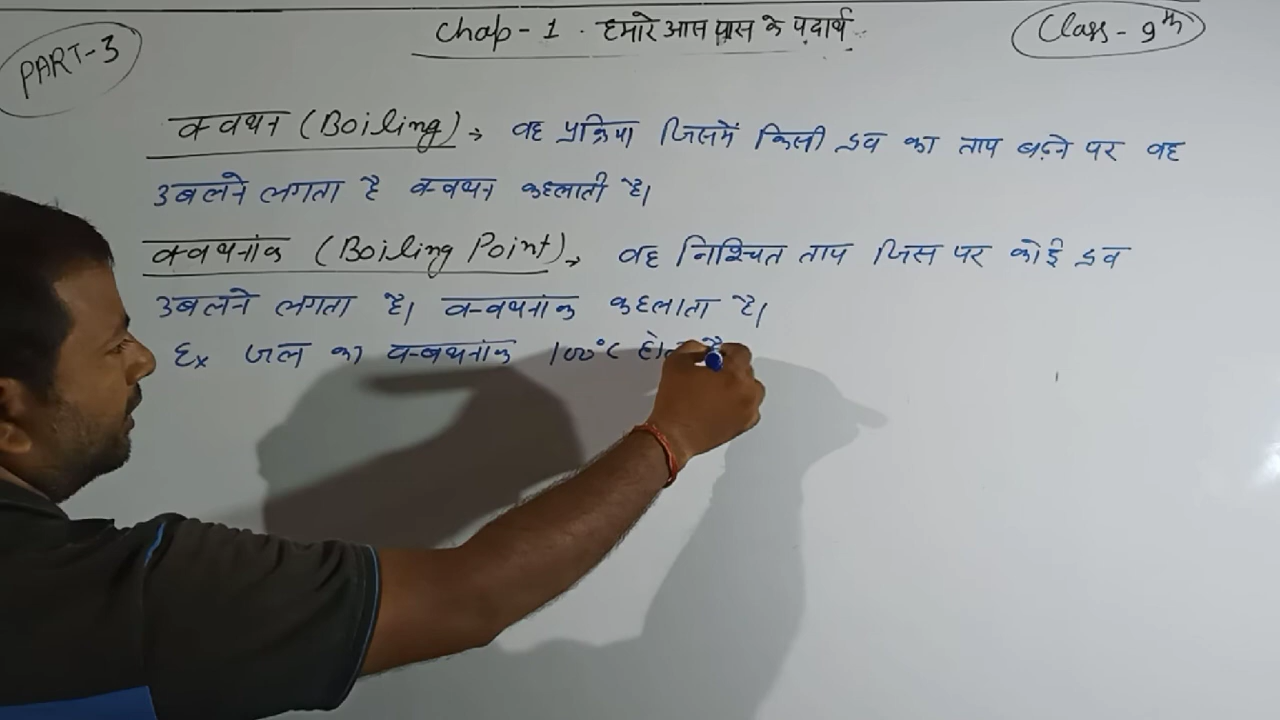 PART-3
Chap-1. हमारे आस पास के पदार्थ
Class-9th
क्वथन (Boiling) → वह प्रक्रिया जिसमें किसी द्रव का ताप बढ़ने पर वह
उबलने लगता है क्वथन कहलाती है।
क्वथनांक (Boiling Point) → वह निश्चित ताप जिस पर कोई द्रव
उबलने लगता है। क्वथनांक कहलाता है।
Ex जल का क्वथनांक 100°C